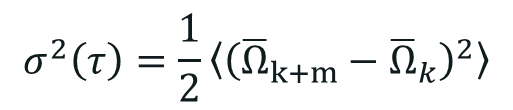 σ²(τ) = 1/2 ⟨(Ω̅ₖ₊ₘ − Ω̅ₖ)²⟩